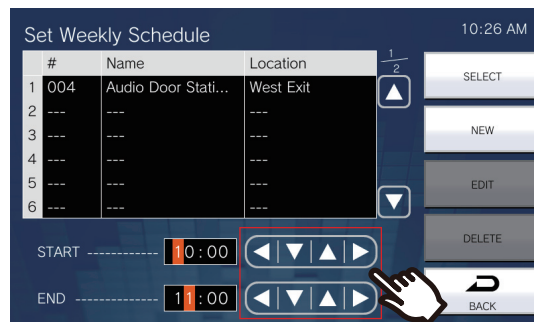 Set Weekly Schedule 10:26 AM
# Name Location 1/2
1 004 Audio Door Stati... West Exit
2 --- --- ---
3 --- --- ---
4 --- --- ---
5 --- --- ---
6 --- --- ---
START ------------ 10:00
END -------------- 11:00
SELECT
NEW
EDIT
DELETE
BACK